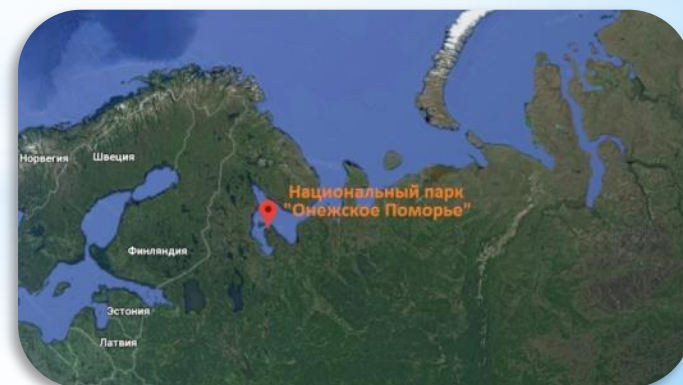 Норвегия
Швеция
Национальный парк
"Онежское Поморье"
Финляндия
Эстония
Латвия